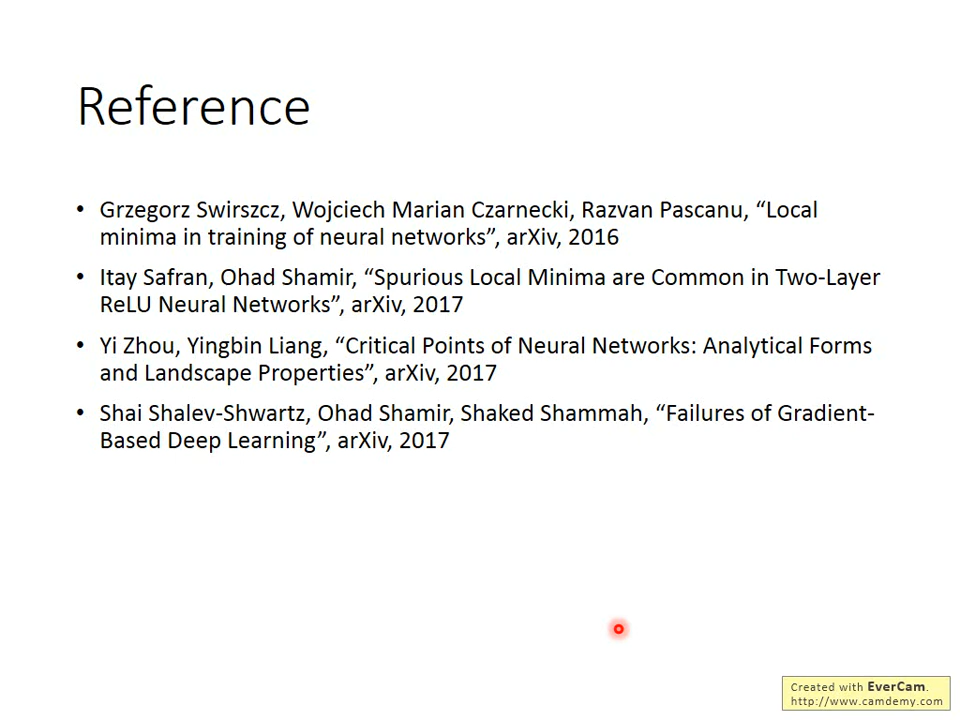 Reference
• Grzegorz Swirszcz, Wojciech Marian Czarnecki, Razvan Pascanu, “Local
minima in training of neural networks”, arXiv, 2016
• Itay Safran, Ohad Shamir, “Spurious Local Minima are Common in Two-Layer
ReLU Neural Networks”, arXiv, 2017
• Yi Zhou, Yingbin Liang, “Critical Points of Neural Networks: Analytical Forms
and Landscape Properties”, arXiv, 2017
• Shai Shalev-Shwartz, Ohad Shamir, Shaked Shammah, “Failures of Gradient-
Based Deep Learning”, arXiv, 2017
Created with EverCam.
http://www.camdemy.com